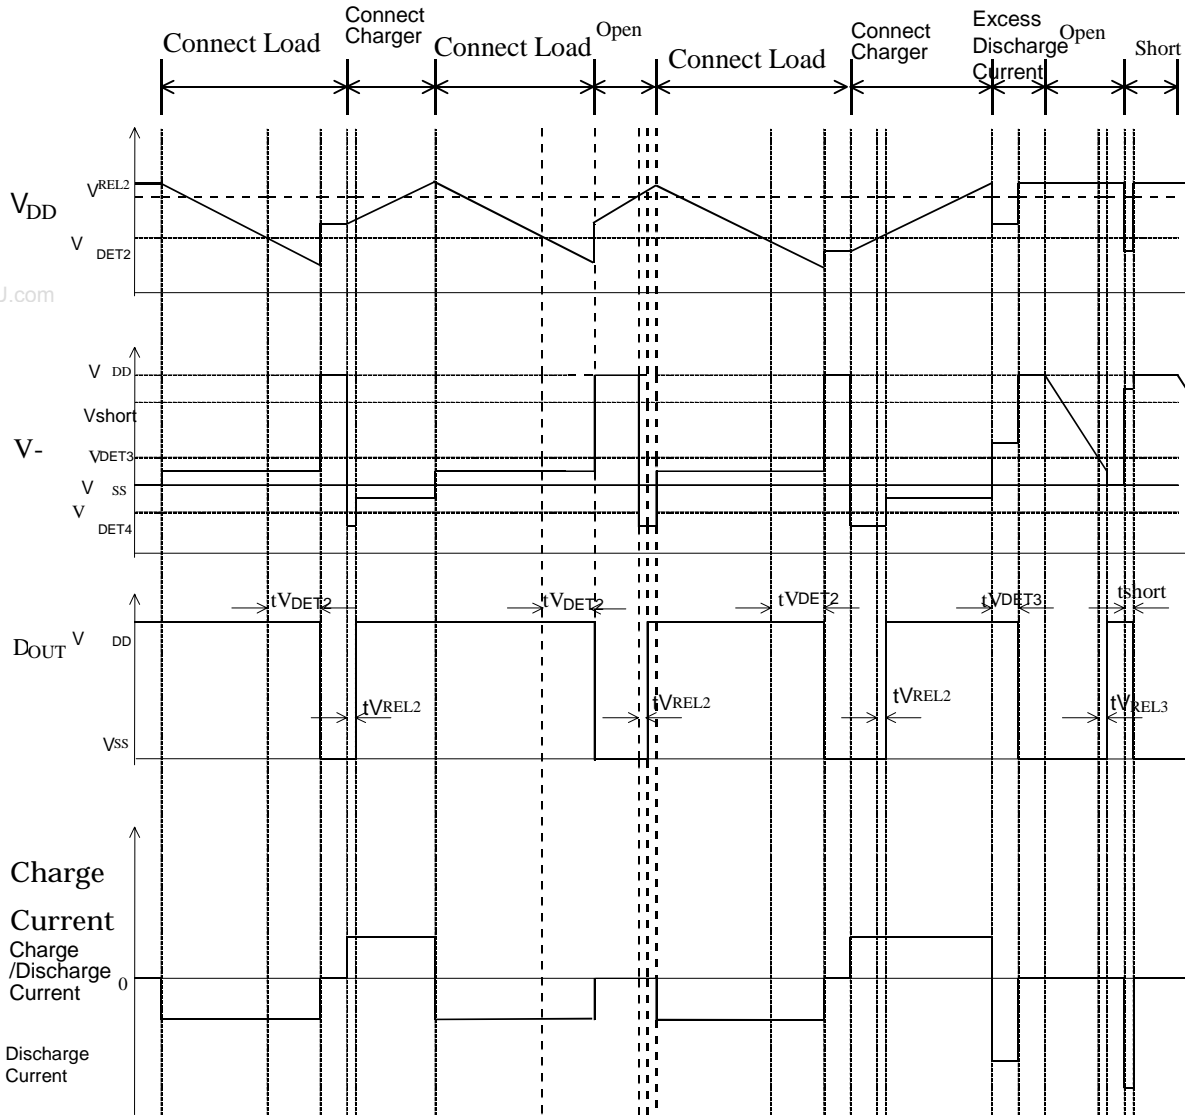 Connect Load
Connect
Charger
Connect Load
Open
Connect Load
Connect
Charger
Excess
Discharge
Current
Open
Short
VDD
VREL2
V DET2
J.com
V-
V DD
Vshort
VDET3
V SS
V DET4
DOUT
V DD
VSS
tVDET2
tVDET2
tVDET2
tVDET3
tshort
tVREL2
tVREL2
tVREL2
tVREL3
Charge
Current
Charge
/Discharge
Current
0
Discharge
Current